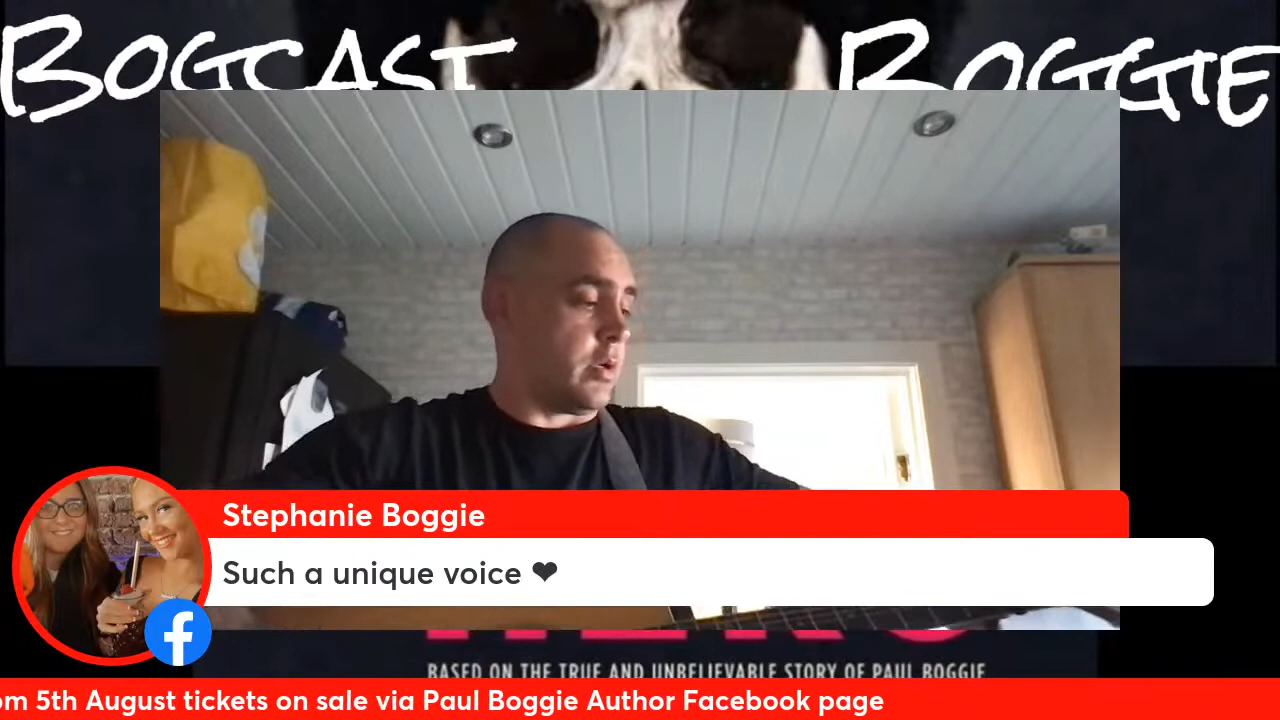 BOGCAST BOGGIE
Stephanie Boggie
Such a unique voice ❤
BASED ON THE TRUE AND UNBELIEVABLE STORY OF PAUL BOGGIE
5th August tickets on sale via Paul Boggie Author Facebook page